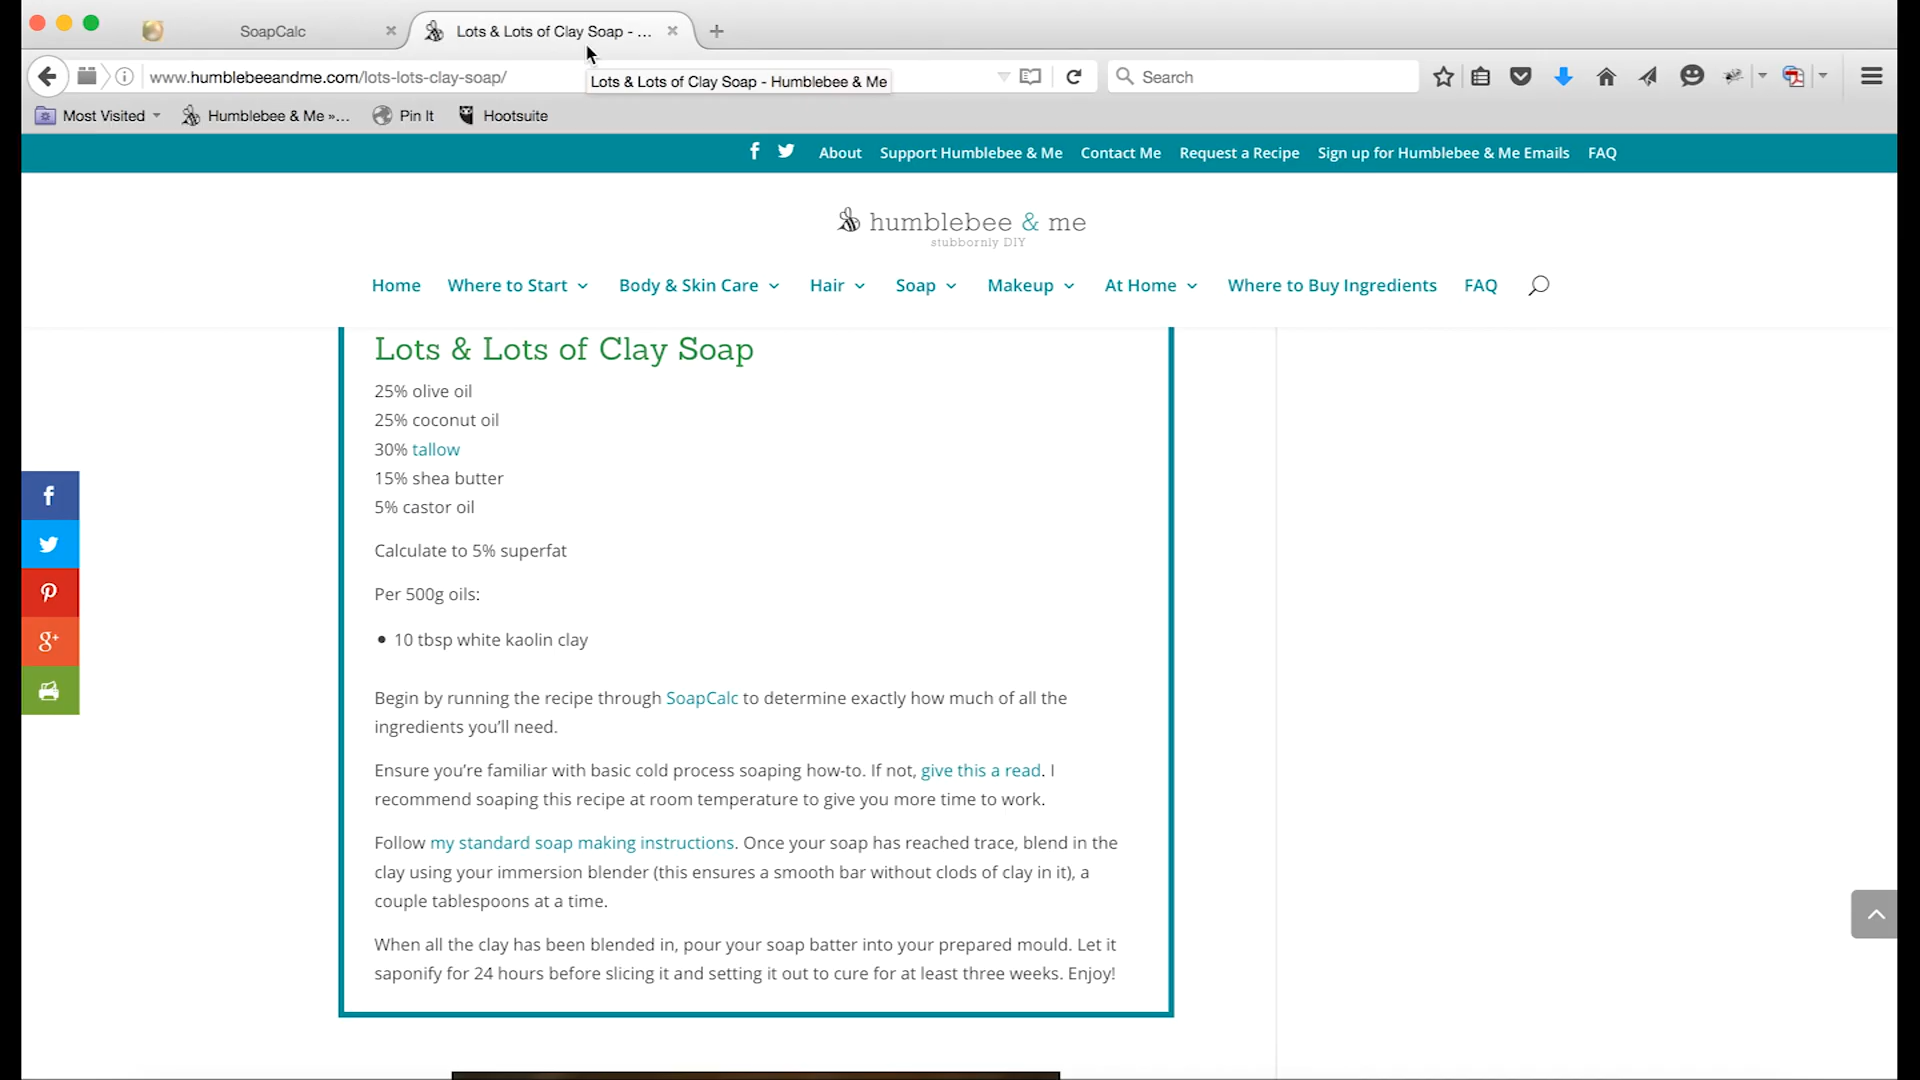 SoapCalc
Lots & Lots of Clay Soap - ...
www.humblebeeandme.com/lots-lots-clay-soap/
Lots & Lots of Clay Soap - Humblebee & Me
Search
Most Visited
Humblebee & Me »...
Pin It
Hootsuite
About
Support Humblebee & Me
Contact Me
Request a Recipe
Sign up for Humblebee & Me Emails
FAQ
humblebee & me
stubbornly DIY
Home
Where to Start
Body & Skin Care
Hair
Soap
Makeup
At Home
Where to Buy Ingredients
FAQ
Lots & Lots of Clay Soap
25% olive oil
25% coconut oil
30% tallow
15% shea butter
5% castor oil
Calculate to 5% superfat
Per 500g oils:
• 10 tbsp white kaolin clay
Begin by running the recipe through SoapCalc to determine exactly how much of all the
ingredients you’ll need.
Ensure you’re familiar with basic cold process soaping how-to. If not, give this a read. I
recommend soaping this recipe at room temperature to give you more time to work.
Follow my standard soap making instructions. Once your soap has reached trace, blend in the
clay using your immersion blender (this ensures a smooth bar without clods of clay in it), a
couple tablespoons at a time.
When all the clay has been blended in, pour your soap batter into your prepared mould. Let it
saponify for 24 hours before slicing it and setting it out to cure for at least three weeks. Enjoy!